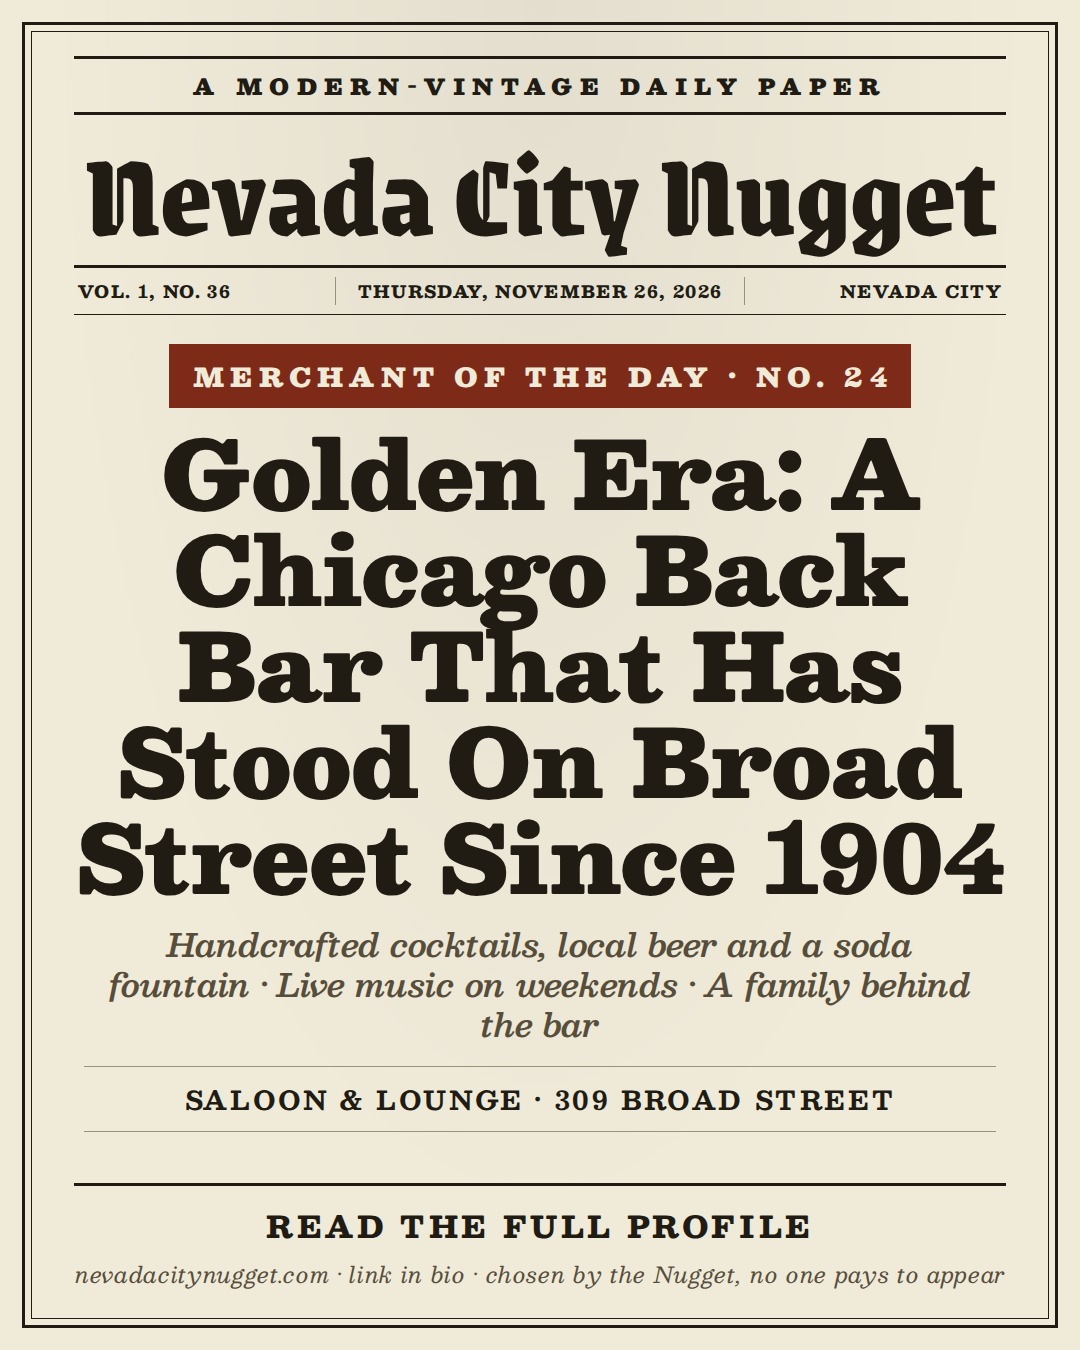 A MODERN-VINTAGE DAILY PAPER
Nevada City Nugget
VOL. 1, NO. 36
THURSDAY, NOVEMBER 26, 2026
NEVADA CITY
MERCHANT OF THE DAY · NO. 24
Golden Era: A
Chicago Back
Bar That Has
Stood On Broad
Street Since 1904
Handcrafted cocktails, local beer and a soda
fountain · Live music on weekends · A family behind
the bar
SALOON & LOUNGE · 309 BROAD STREET
READ THE FULL PROFILE
nevadacitynugget.com · link in bio · chosen by the Nugget, no one pays to appear